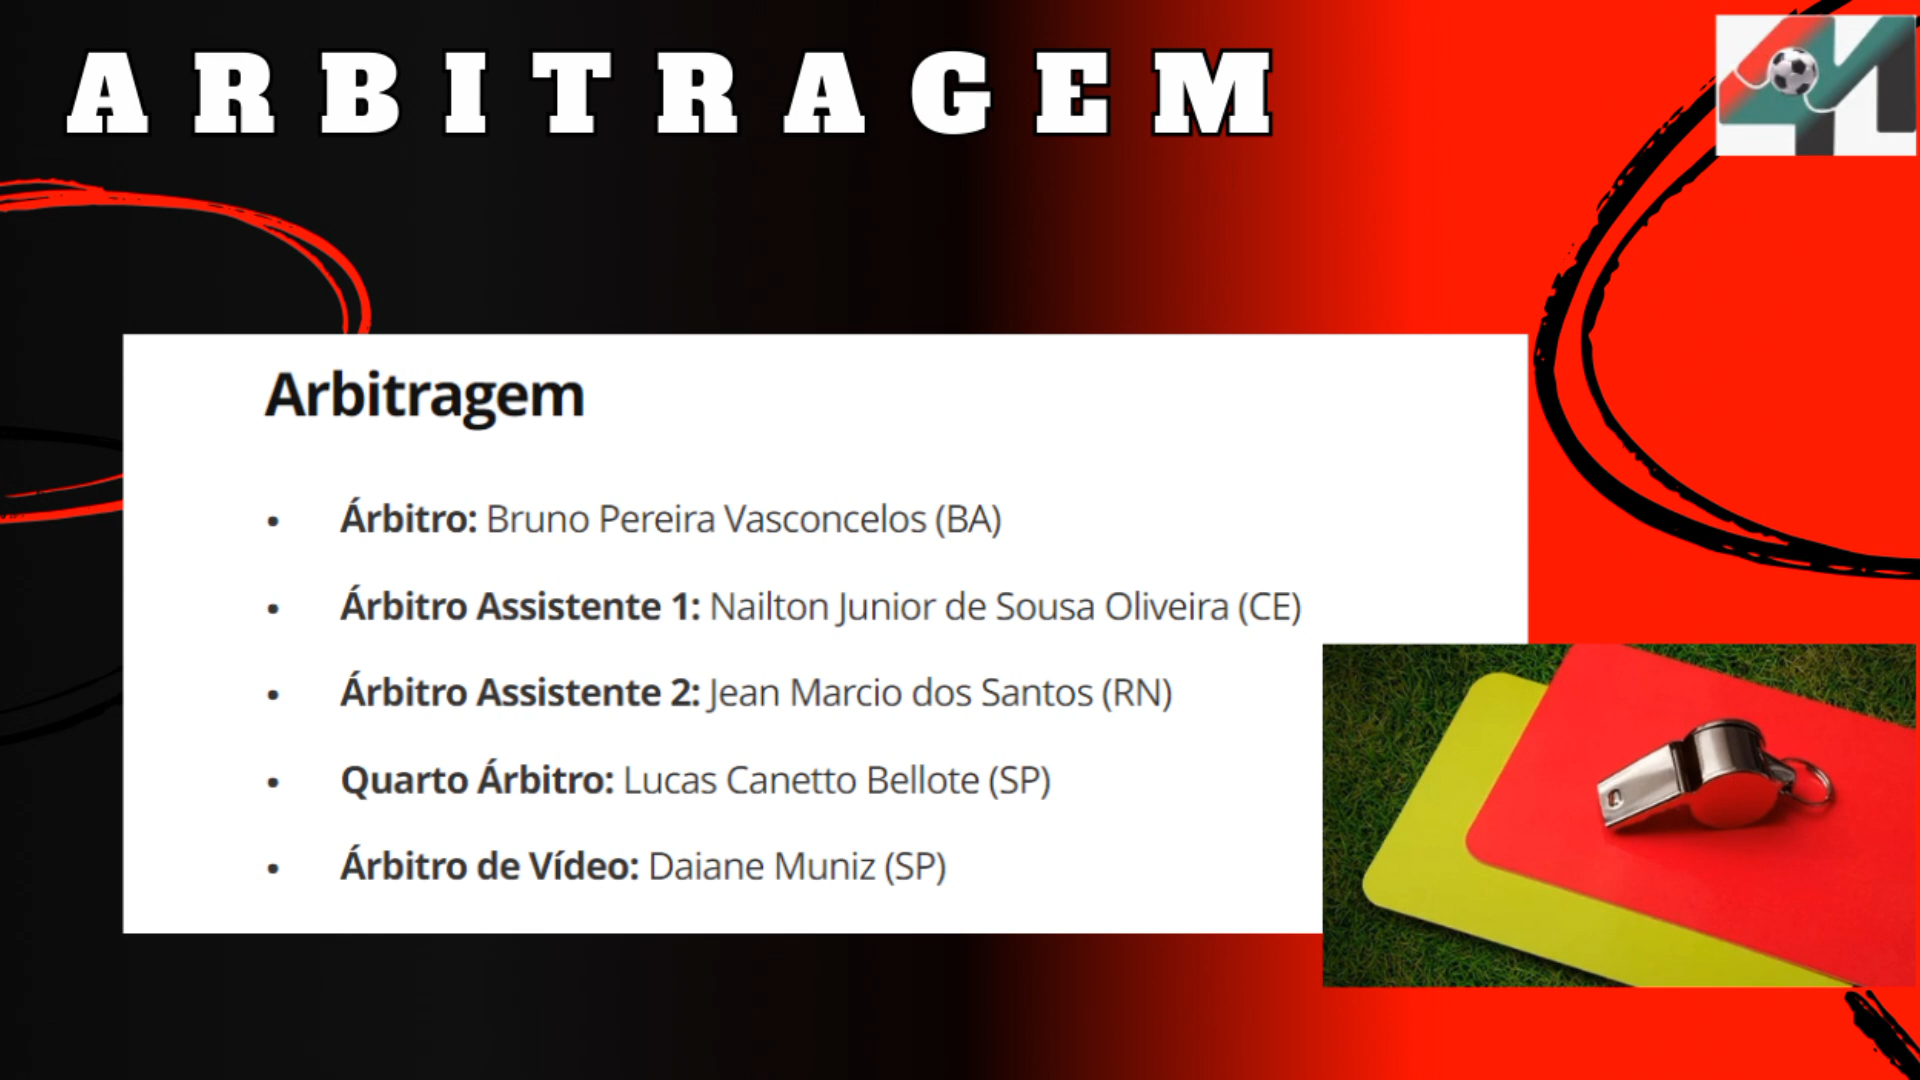 ARBITRAGEM
Arbitragem
• Árbitro: Bruno Pereira Vasconcelos (BA)
• Árbitro Assistente 1: Nailton Junior de Sousa Oliveira (CE)
• Árbitro Assistente 2: Jean Marcio dos Santos (RN)
• Quarto Árbitro: Lucas Canetto Bellote (SP)
• Árbitro de Vídeo: Daiane Muniz (SP)